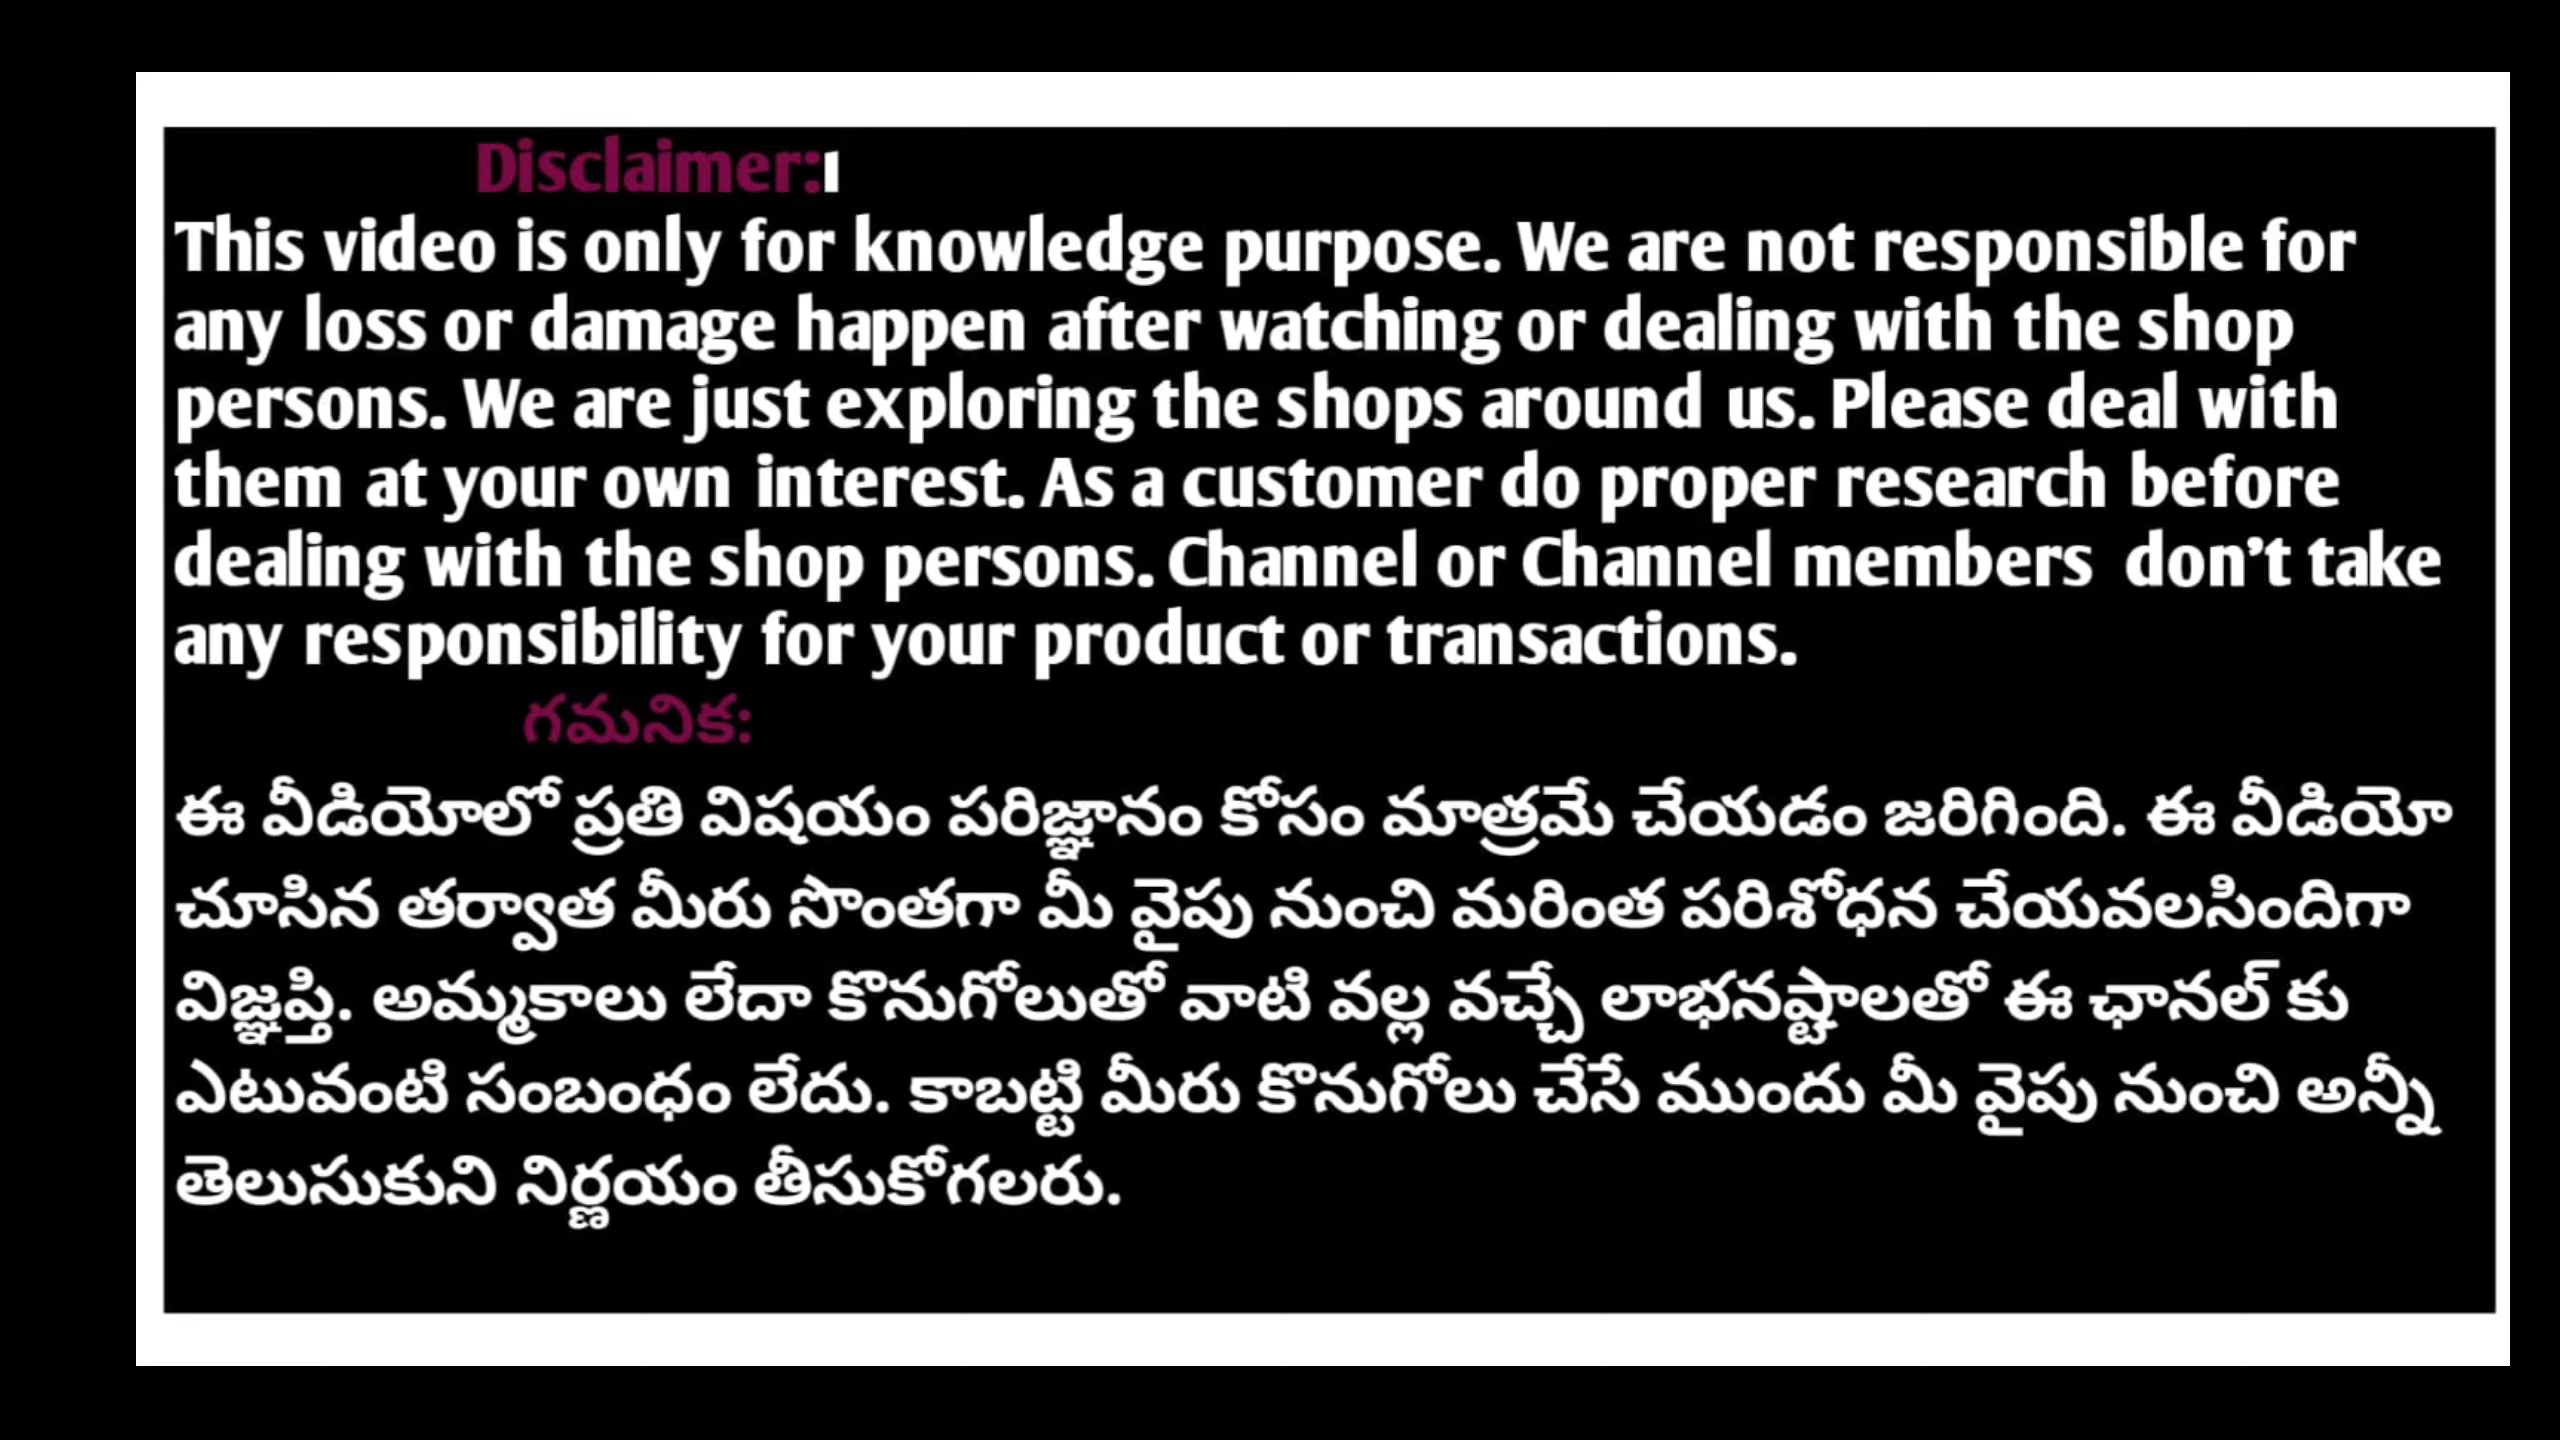 Disclaimer:
This video is only for knowledge purpose. We are not responsible for
any loss or damage happen after watching or dealing with the shop
persons. We are just exploring the shops around us. Please deal with
them at your own interest. As a customer do proper research before
dealing with the shop persons. Channel or Channel members don’t take
any responsibility for your product or transactions.
గమనిక:
ఈ వీడియోలో ప్రతి విషయం పరిజ్ఞానం కోసం మాత్రమే చేయడం జరిగింది. ఈ వీడియో
చూసిన తర్వాత మీరు సొంతగా మీ వైపు నుంచి మరింత పరిశోధన చేయవలసిందిగా
విజ్ఞప్తి. అమ్మకాలు లేదా కొనుగోలుతో వాటి వల్ల వచ్చే లాభనష్టాలతో ఈ ఛానల్ కు
ఎటువంటి సంబంధం లేదు. కాబట్టి మీరు కొనుగోలు చేసే ముందు మీ వైపు నుంచి అన్నీ
తెలుసుకుని నిర్ణయం తీసుకోగలరు.